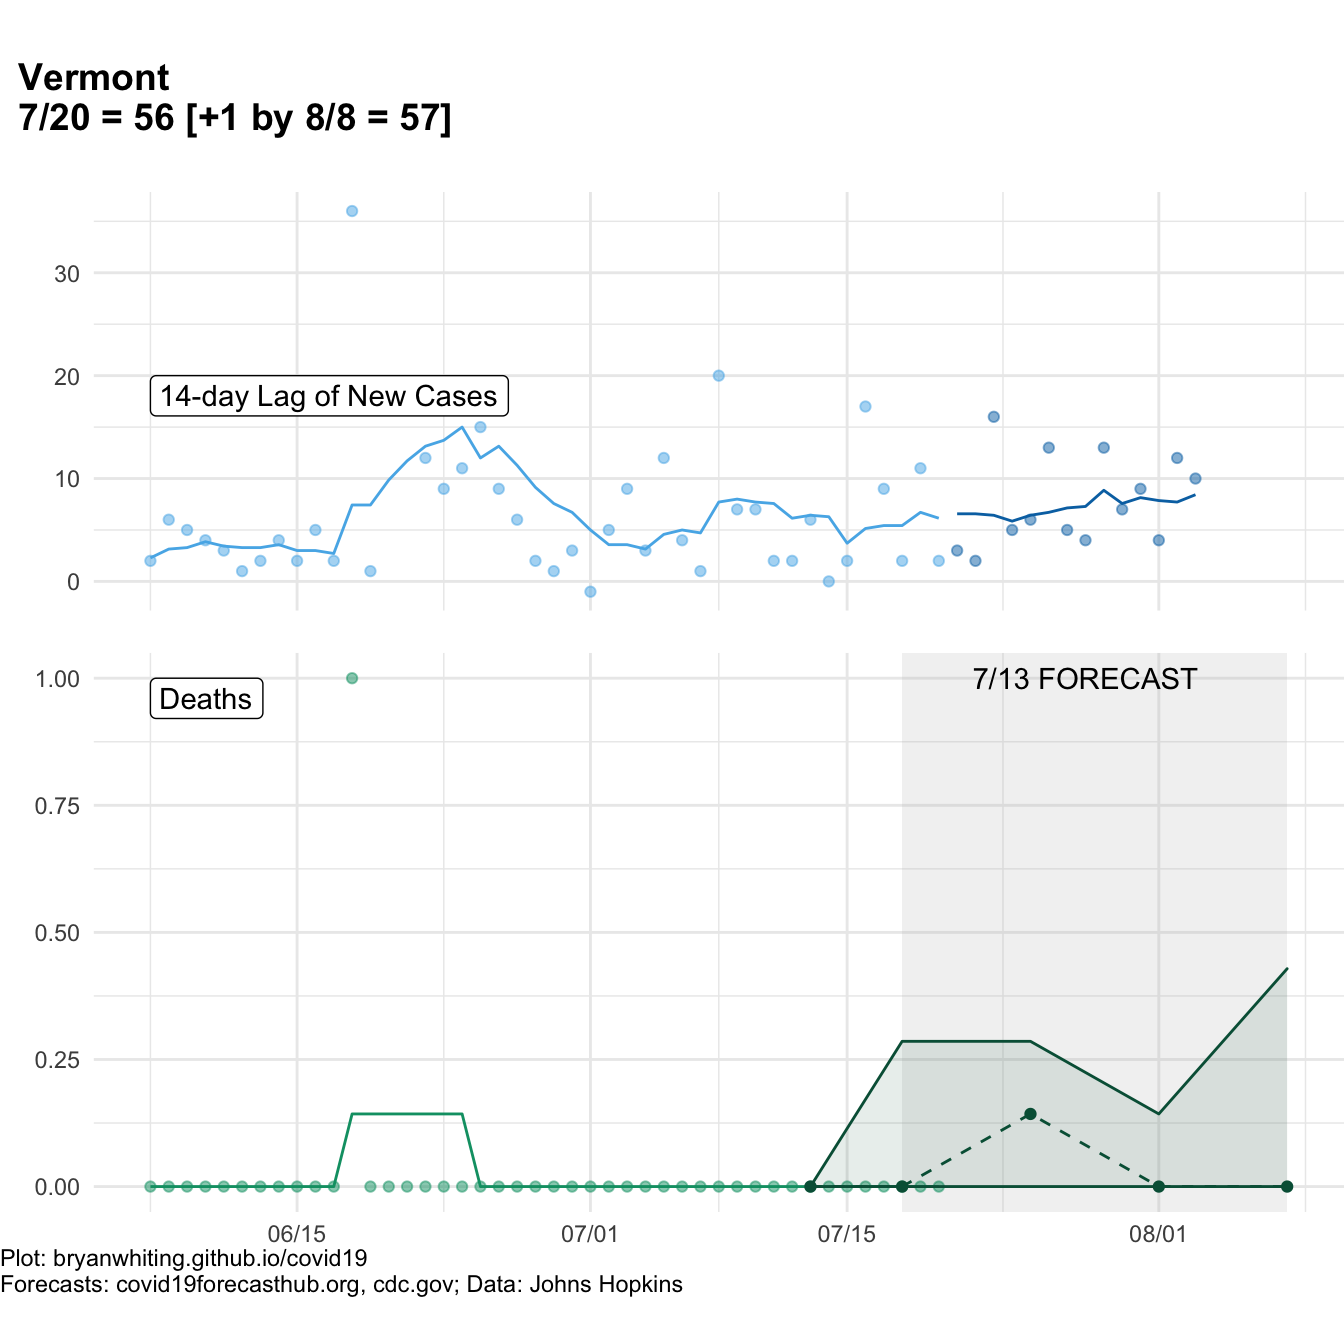 Vermont
7/20 = 56 [+1 by 8/8 = 57]
30
20
14-day Lag of New Cases
10
0
1.00
Deaths
7/13 FORECAST
0.75
0.50
0.25
0.00
06/15 07/01 07/15 08/01
Plot: bryanwhiting.github.io/covid19
Forecasts: covid19forecasthub.org, cdc.gov; Data: Johns Hopkins